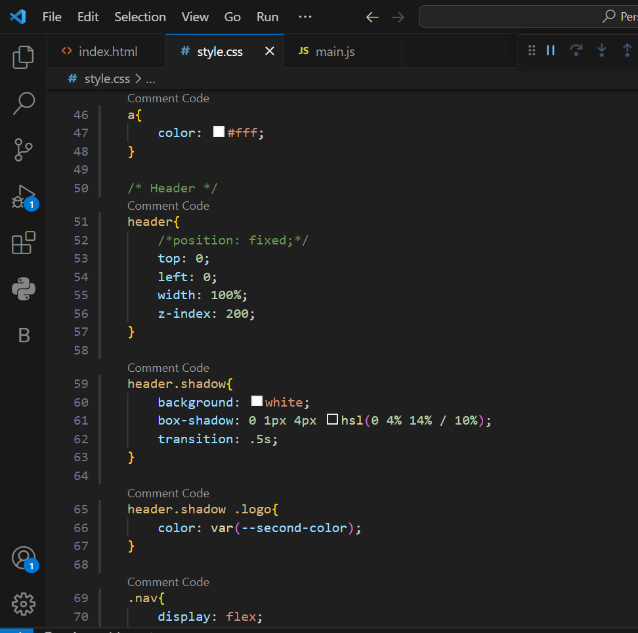 File Edit Selection View Go Run ... Per
index.html # style.css × JS main.js
# style.css > ...
Comment Code
46 a{
47 color: #fff;
48 }
49
50 /* Header */
Comment Code
51 header{
52 /*position: fixed;*/
53 top: 0;
54 left: 0;
55 width: 100%;
56 z-index: 200;
57 }
58
Comment Code
59 header.shadow{
60 background: white;
61 box-shadow: 0 1px 4px hsl(0 4% 14% / 10%);
62 transition: .5s;
63 }
64
Comment Code
65 header.shadow .logo{
66 color: var(--second-color);
67 }
68
Comment Code
69 .nav{
70 display: flex;
1
B
1